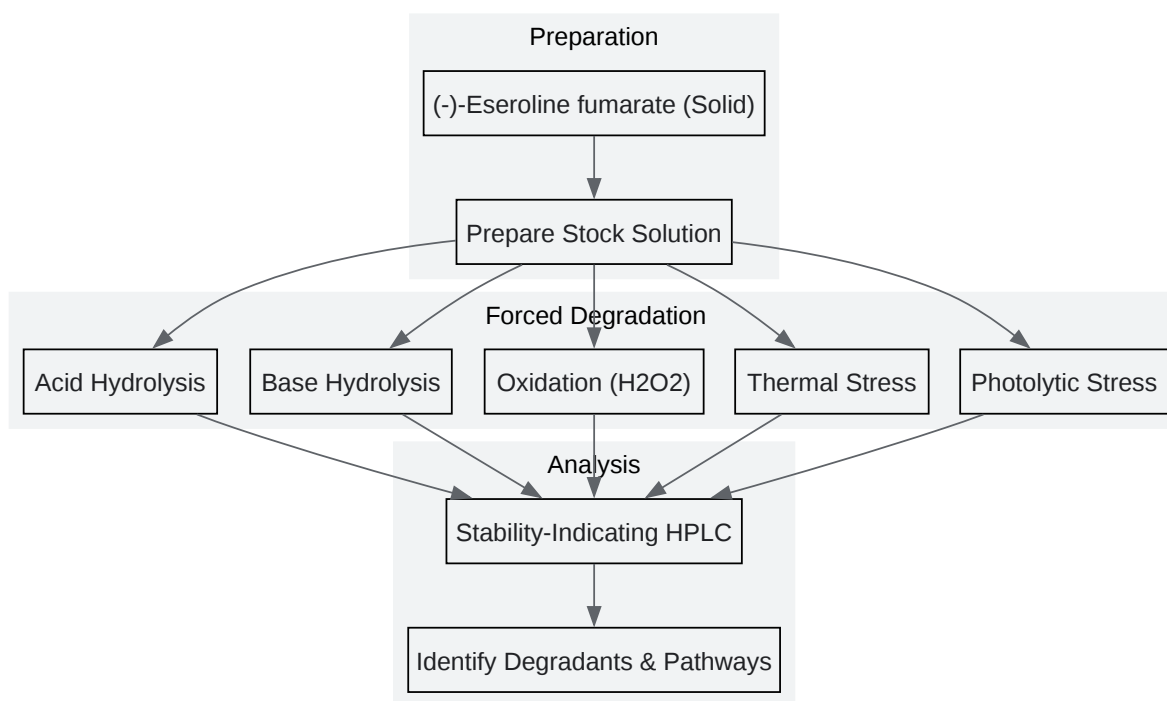 Preparation
(-)-Eseroline fumarate (Solid)
Prepare Stock Solution
Forced Degradation
Acid Hydrolysis
Base Hydrolysis
Oxidation (H2O2)
Thermal Stress
Photolytic Stress
Analysis
Stability-Indicating HPLC
Identify Degradants & Pathways